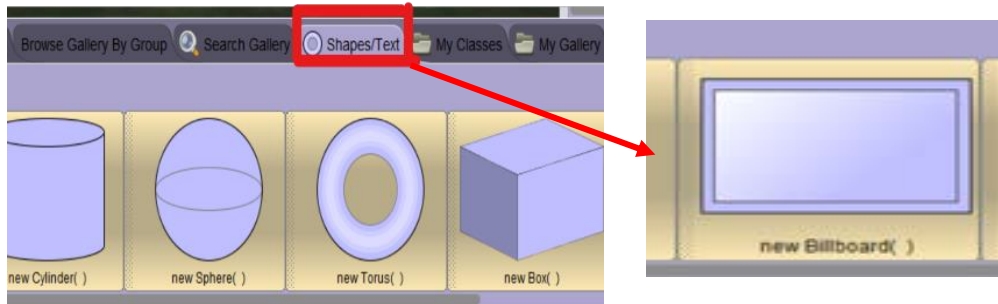 Browse Gallery By Group Search Gallery Shapes/Text My Classes My Gallery
new Cylinder( ) new Sphere( ) new Torus( ) new Box( )
new Billboard( )